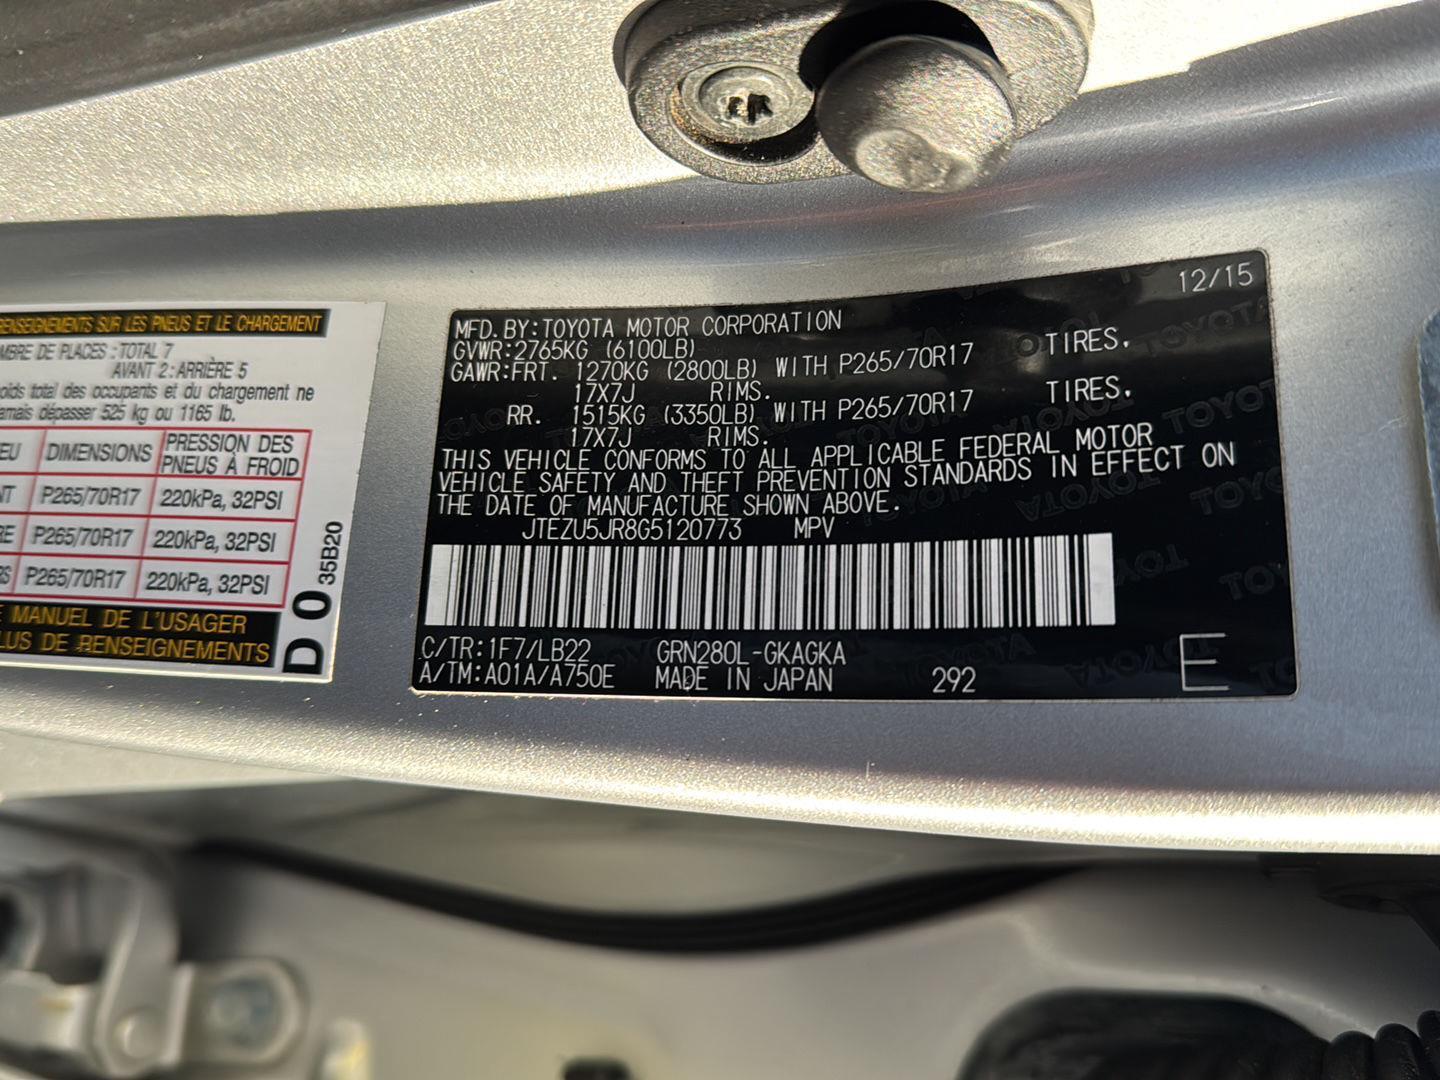 RENSEIGNEMENTS SUR LES PNEUS ET LE CHARGEMENT
DE PLACES : TOTAL 7
AVANT 2 : ARRIÈRE 5
total des occupants et du chargement ne
dépasser 525 kg ou 1165 lb.
DIMENSIONS PRESSION DES
PNEUS À FROID
P265/70R17 220kPa, 32PSI
P265/70R17 220kPa, 32PSI
P265/70R17 220kPa, 32PSI
MANUEL DE L'USAGER
DE RENSEIGNEMENTS
D 0 35B20
12/15
MFD. BY: TOYOTA MOTOR CORPORATION
GVWR: 2765KG (6100LB)
GAWR: FRT. 1270KG (2800LB) WITH P265/70R17 TIRES,
17X7J RIMS.
RR. 1515KG (3350LB) WITH P265/70R17 TIRES,
17X7J RIMS.
THIS VEHICLE CONFORMS TO ALL APPLICABLE FEDERAL MOTOR
VEHICLE SAFETY AND THEFT PREVENTION STANDARDS IN EFFECT ON
THE DATE OF MANUFACTURE SHOWN ABOVE.
JTEZU5JR8G5120773 MPV
C/TR: 1F7/LB22 GRN280L-GKAGKA
A/TM: A01A/A750E MADE IN JAPAN 292 E